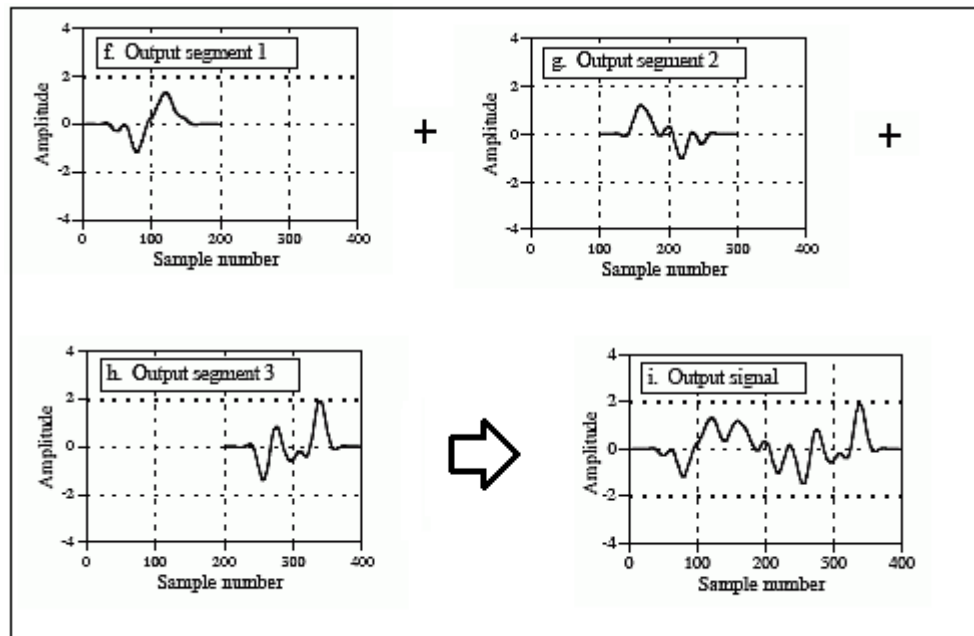 f. Output segment 1
4
2
0
-2
-4
Amplitude
0 100 200 300 400
Sample number
+
g. Output segment 2
4
2
0
-2
-4
Amplitude
0 100 200 300 400
Sample number
+
h. Output segment 3
4
2
0
-2
-4
Amplitude
0 100 200 300 400
Sample number
i. Output signal
4
2
0
-2
-4
Amplitude
0 100 200 300 400
Sample number